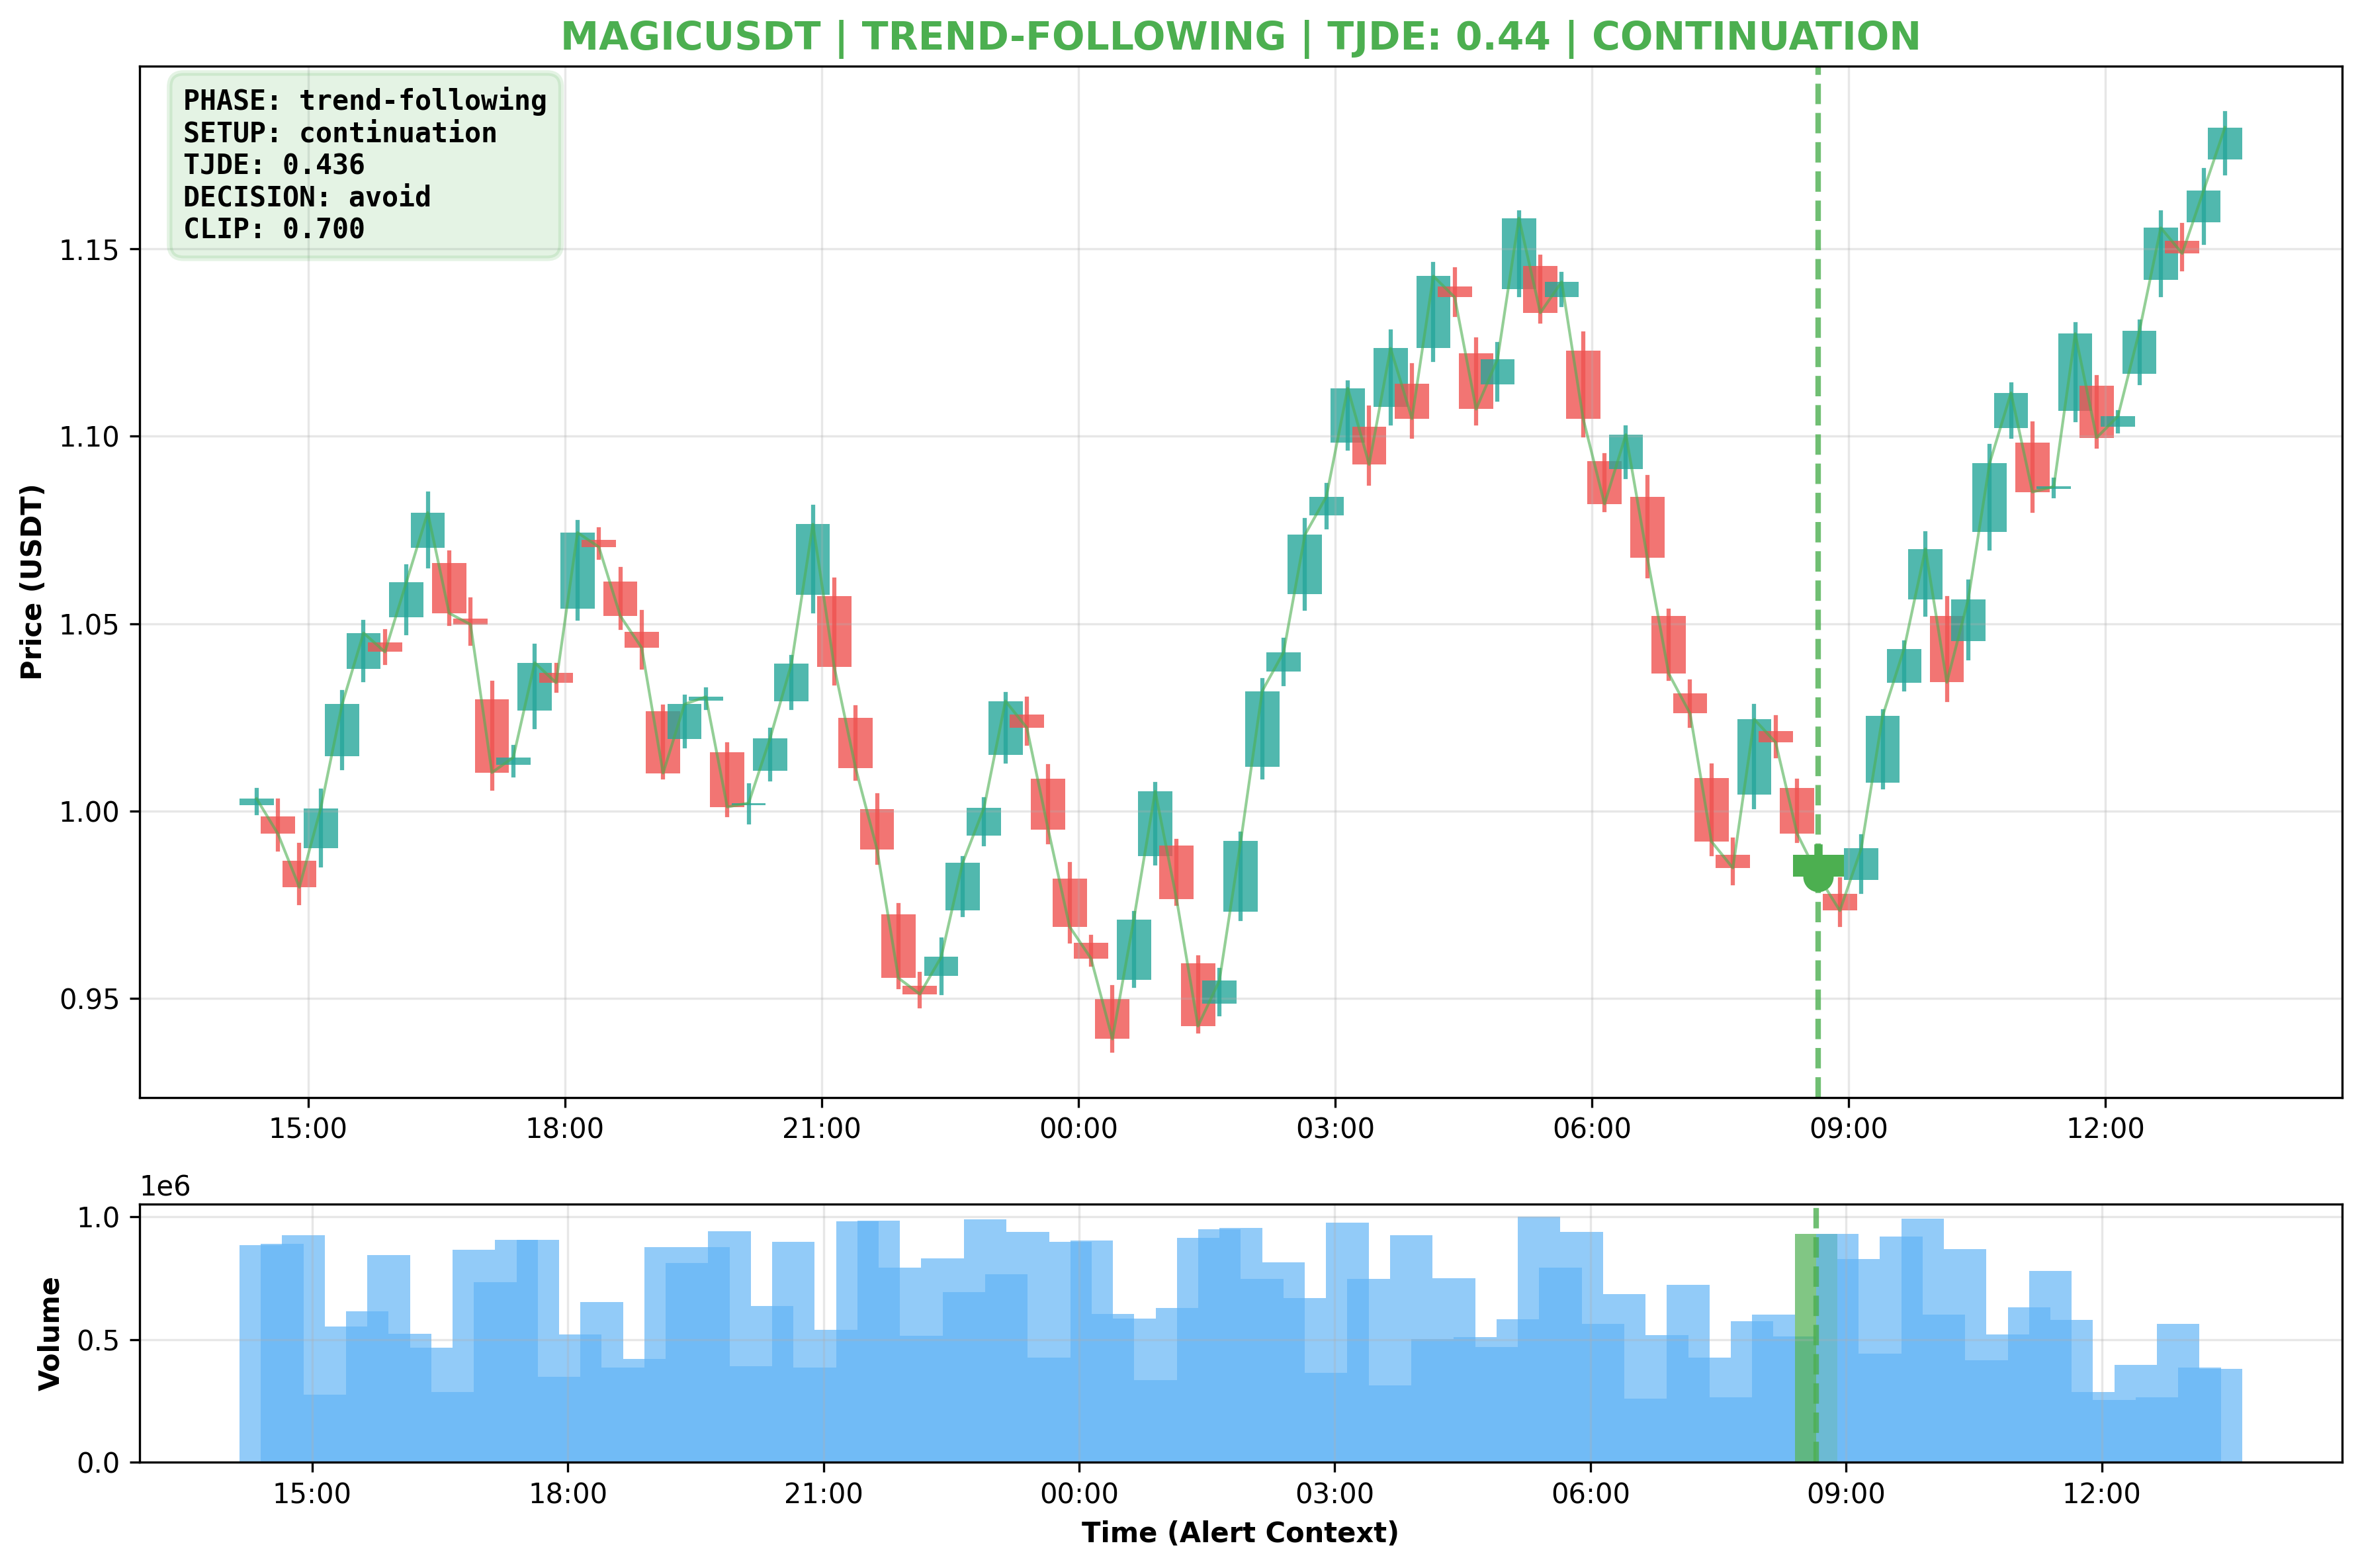 MAGICUSDT | TREND-FOLLOWING | TJDE: 0.44 | CONTINUATION
PHASE: trend-following
SETUP: continuation
TJDE: 0.436
DECISION: avoid
CLIP: 0.700
Price (USDT)
1.15
1.10
1.05
1.00
0.95
15:00 18:00 21:00 00:00 03:00 06:00 09:00 12:00
1e6
Volume
1.0
0.5
0.0
15:00 18:00 21:00 00:00 03:00 06:00 09:00 12:00
Time (Alert Context)